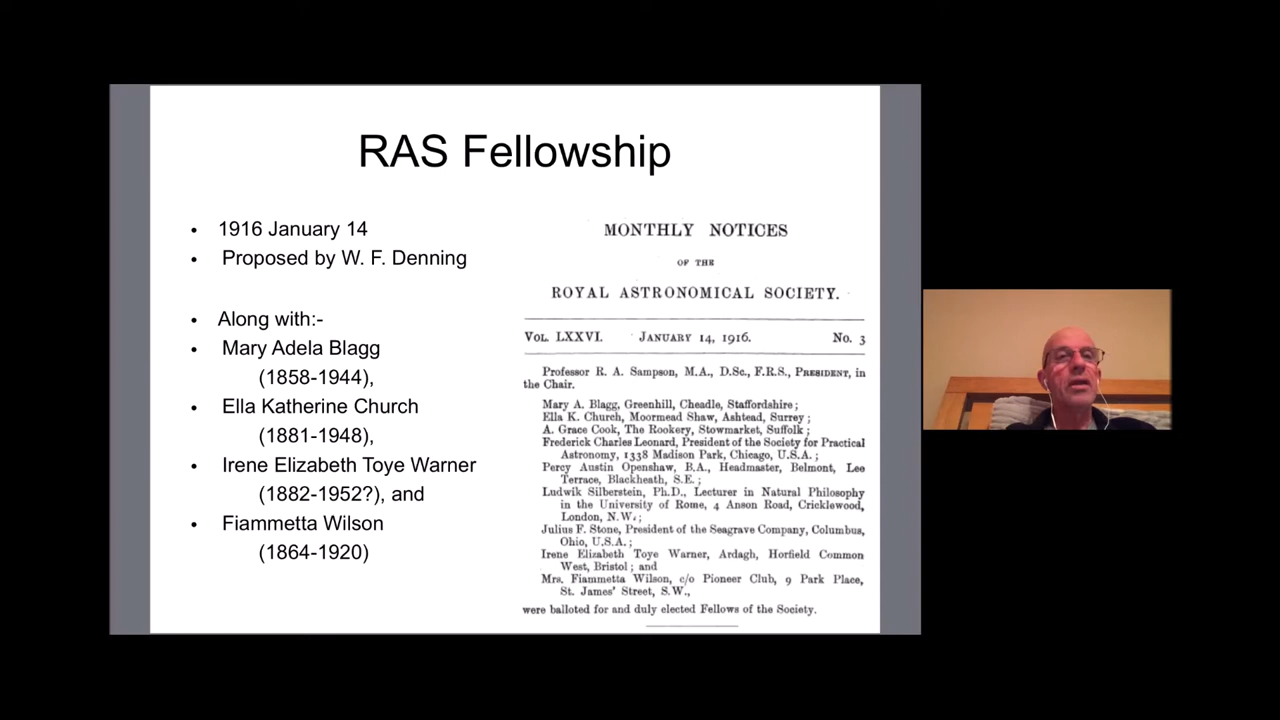 RAS Fellowship
• 1916 January 14
• Proposed by W. F. Denning
• Along with:-
• Mary Adela Blagg
(1858-1944),
• Ella Katherine Church
(1881-1948),
• Irene Elizabeth Toye Warner
(1882-1952?), and
• Fiammetta Wilson
(1864-1920)
MONTHLY NOTICES
OF THE
ROYAL ASTRONOMICAL SOCIETY.
VOL. LXXVI. JANUARY 14, 1916. No. 3
Professor R. A. Sampson, M.A., D.Sc., F.R.S., PRESIDENT, in
the Chair.
Mary A. Blagg, Greenhill, Cheadle, Staffordshire;
Ella K. Church, Moormead Shaw, Ashtead, Surrey;
A. Grace Cook, The Rookery, Stowmarket, Suffolk;
Frederick Charles Leonard, President of the Society for Practical
Astronomy, 1338 Madison Park, Chicago, U.S.A.;
Percy Austin Openshaw, B.A., Headmaster, Belmont, Lee
Terrace, Blackheath, S.E.;
Ludwik Silberstein, Ph.D., Lecturer in Natural Philosophy
in the University of Rome, 4 Anson Road, Cricklewood,
London, N.W.;
Julius F. Stone, President of the Seagrave Company, Columbus,
Ohio, U.S.A.;
Irene Elizabeth Toye Warner, Ardagh, Horfield Common
West, Bristol; and
Mrs. Fiammetta Wilson, c/o Pioneer Club, 9 Park Place,
St. James' Street, S.W.,
were balloted for and duly elected Fellows of the Society.